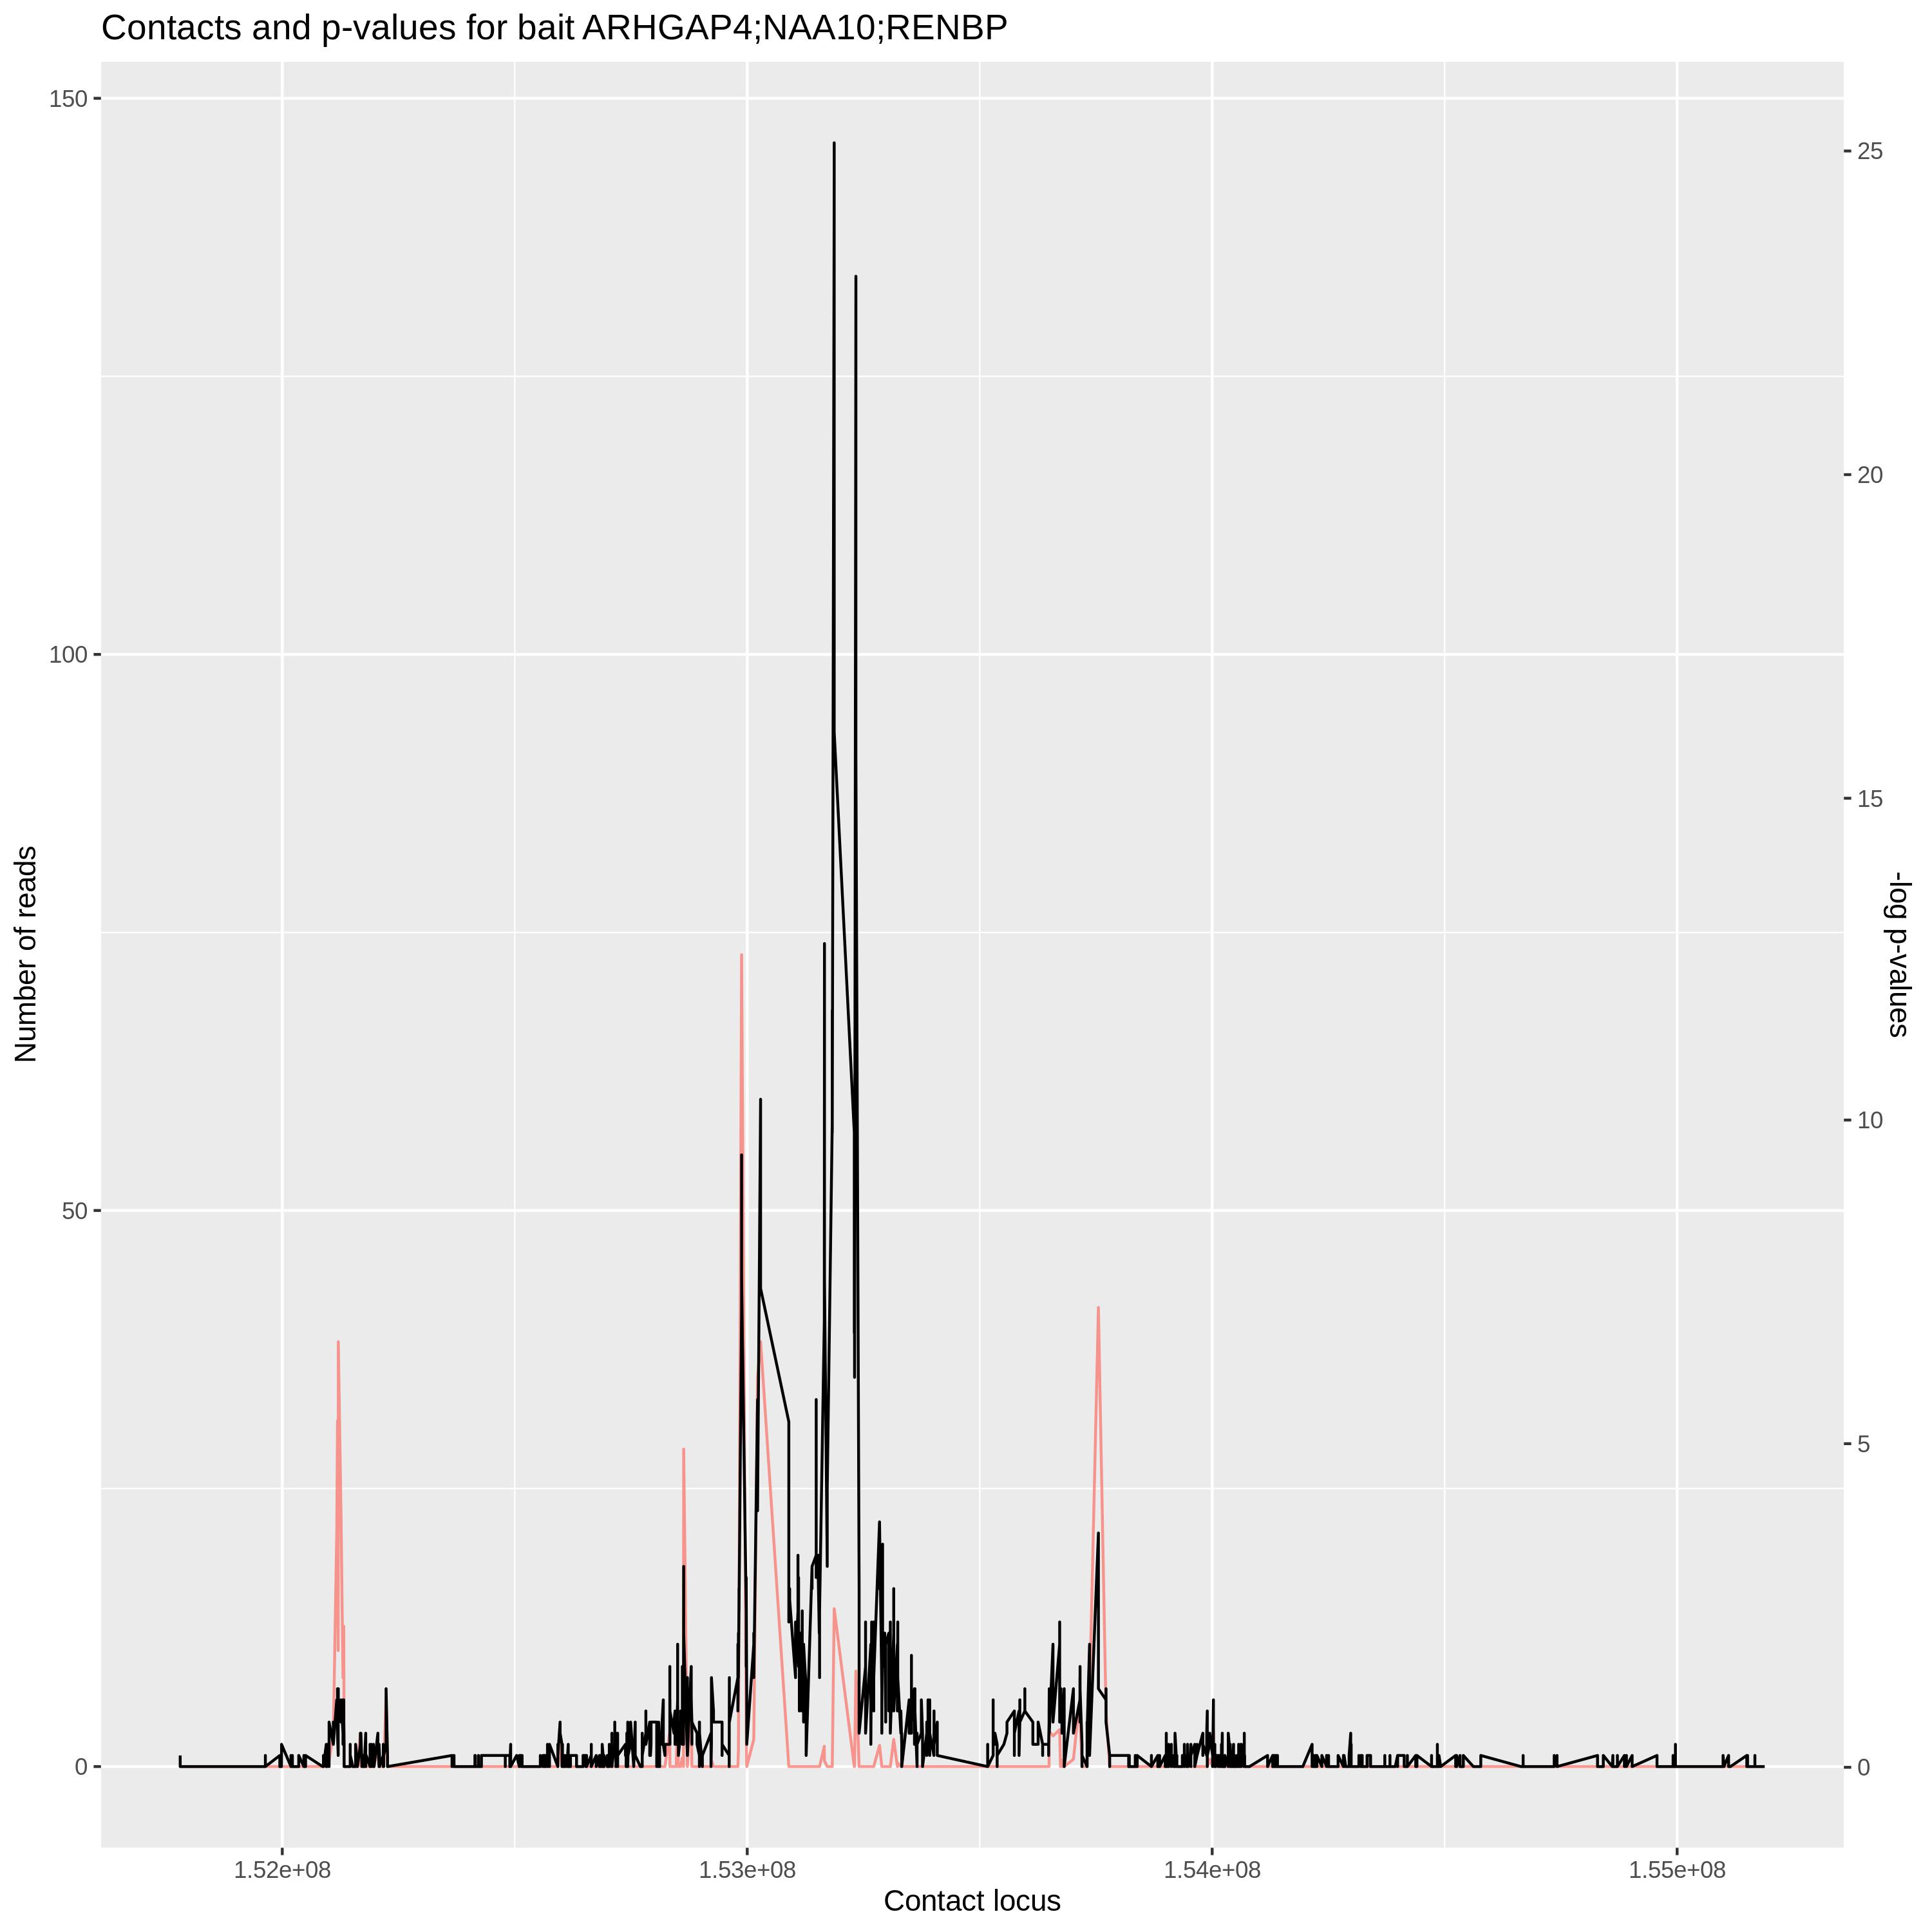 Contacts and p-values for bait ARHGAP4;NAA10;RENBP
150
100
50
0
Number of reads
25
20
15
10
5
0
-log p-values
1.52e+08
1.53e+08
1.54e+08
1.55e+08
Contact locus